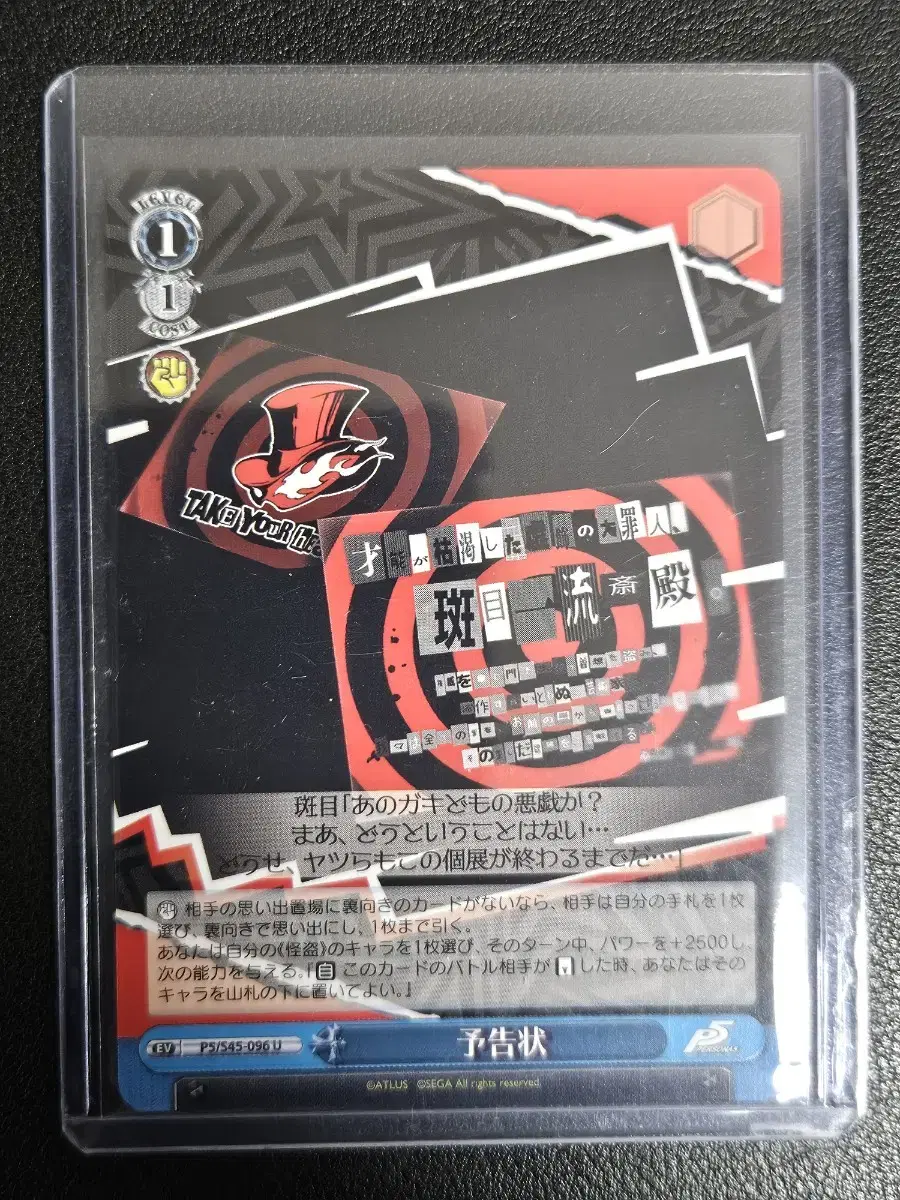 LEVEL
1
1
COST
TAKE YOUR
才能が枯渇した の大罪人、
斑目一流斎殿。
斑目「あのガキどもの悪戯か?
まあ、どうということはない…
どうせ、ヤツらもこの個展が終わるまでだ…」
相手の思い出置場に裏向きのカードがないなら、相手は自分の手札を1枚
選び、裏向きで思い出にし、1枚まで引く。
あなたは自分の《怪盗》のキャラを1枚選び、そのターン中、パワーを+2500し、
次の能力を与える。『自 このカードのバトル相手が した時、あなたはその
キャラを山札の下に置いてよい。』
EV P5/S45-096 U 予告状 P5 PERSONA5
©ATLUS ©SEGA All rights reserved.